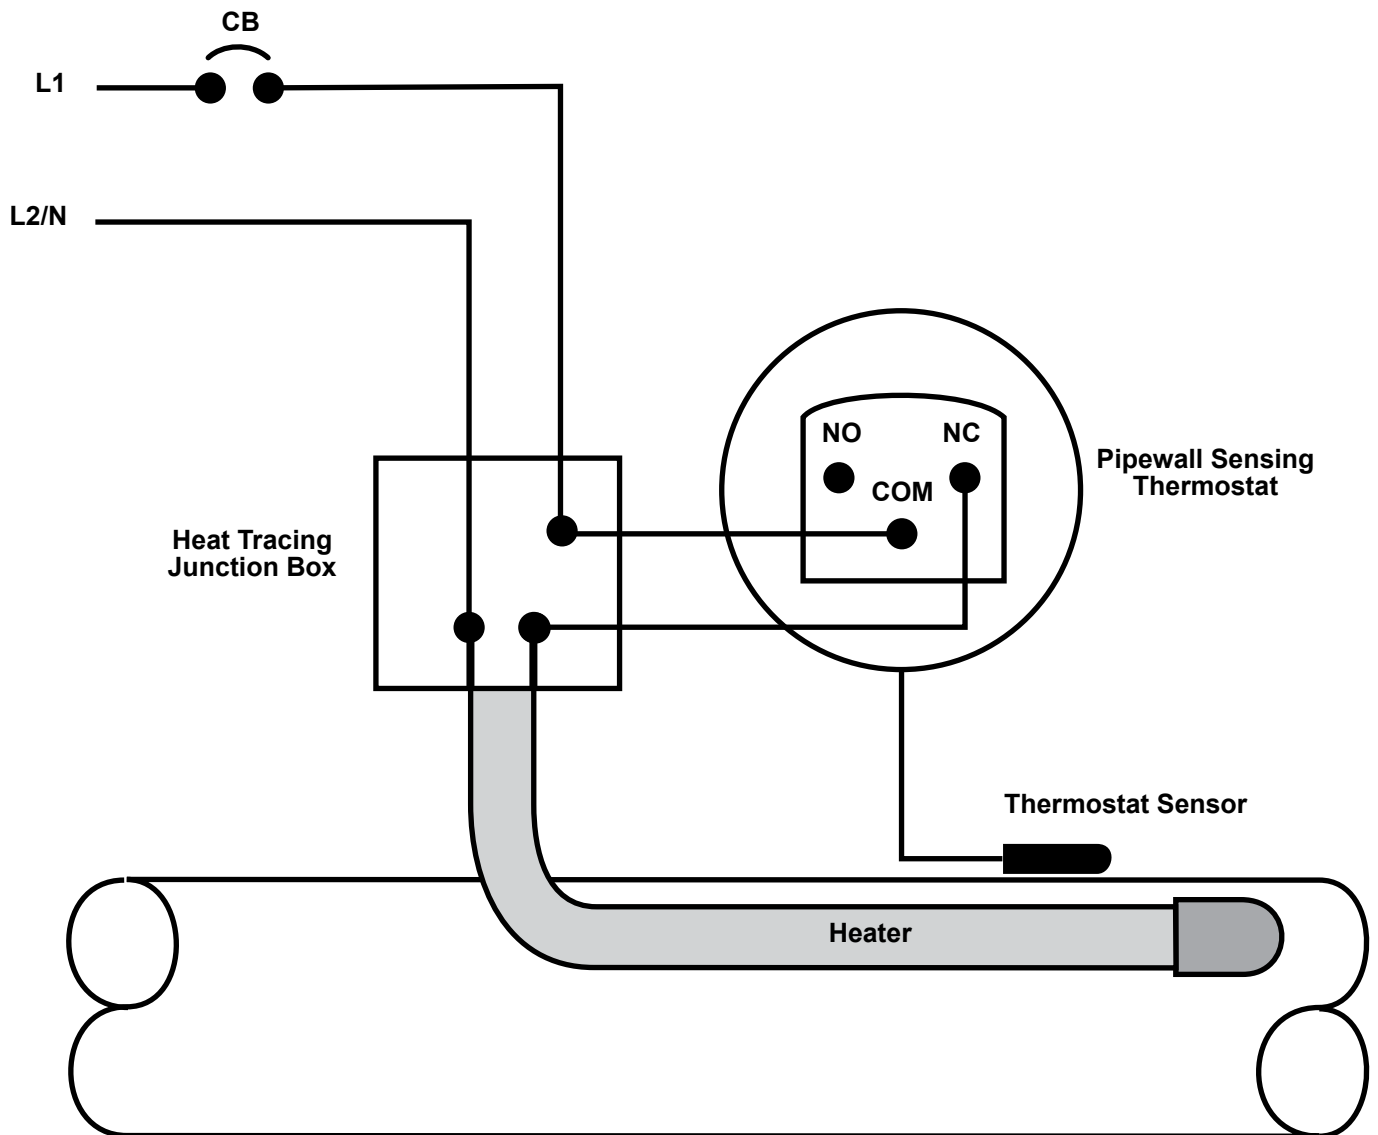 CB
L1
L2/N
NO
NC
COM
Pipewall Sensing
Thermostat
Heat Tracing
Junction Box
Thermostat Sensor
Heater